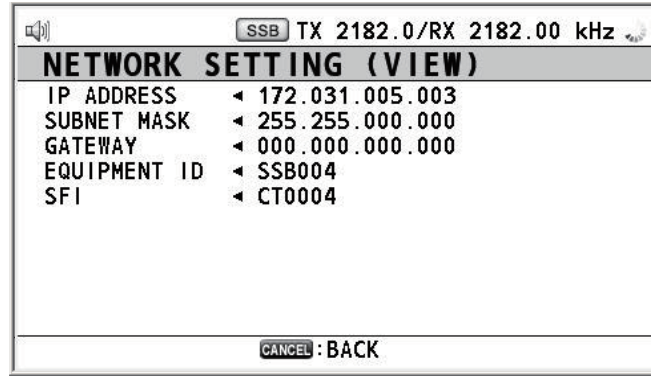 SSB TX 2182.0/RX 2182.00 kHz
NETWORK SETTING (VIEW)
IP ADDRESS ◄ 172.031.005.003
SUBNET MASK ◄ 255.255.000.000
GATEWAY ◄ 000.000.000.000
EQUIPMENT ID ◄ SSB004
SFI ◄ CT0004
CANCEL : BACK